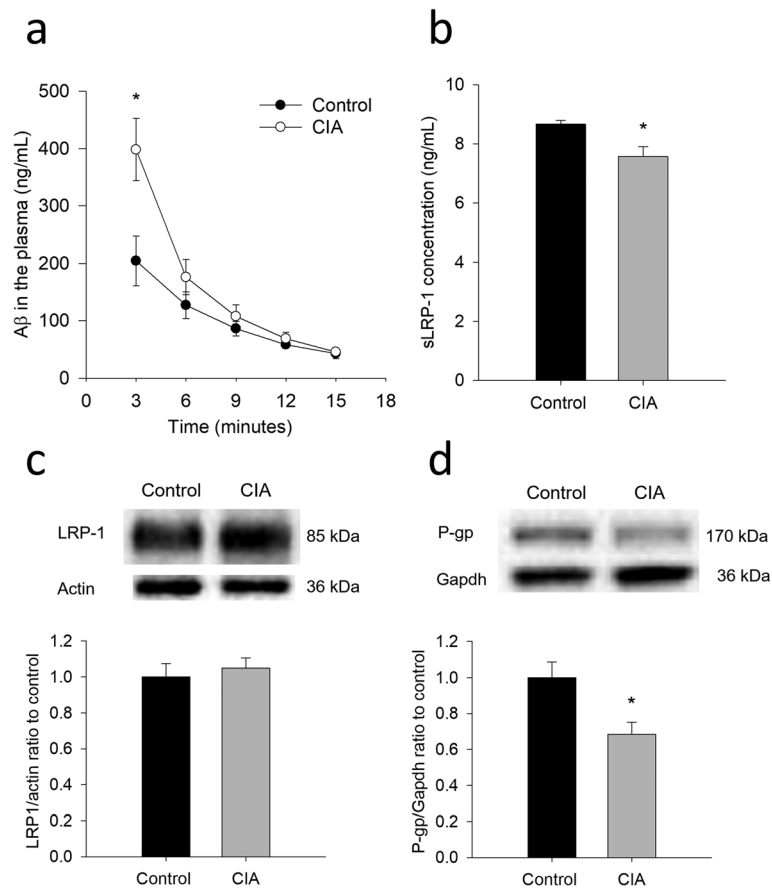 a
Aβ in the plasma (ng/mL)
500
400
300
200
100
0
*
Control
CIA
0 3 6 9 12 15 18
Time (minutes)
b
sLRP-1 concentration (ng/mL)
10
8
6
4
2
0
*
Control CIA
c
Control CIA
LRP-1 85 kDa
Actin 36 kDa
LRP1/actin ratio to control
1.2
1.0
0.8
0.6
0.4
0.2
0.0
Control CIA
d
Control CIA
P-gp 170 kDa
Gapdh 36 kDa
P-gp/Gapdh ratio to control
1.2
1.0
0.8
0.6
0.4
0.2
0.0
*
Control CIA